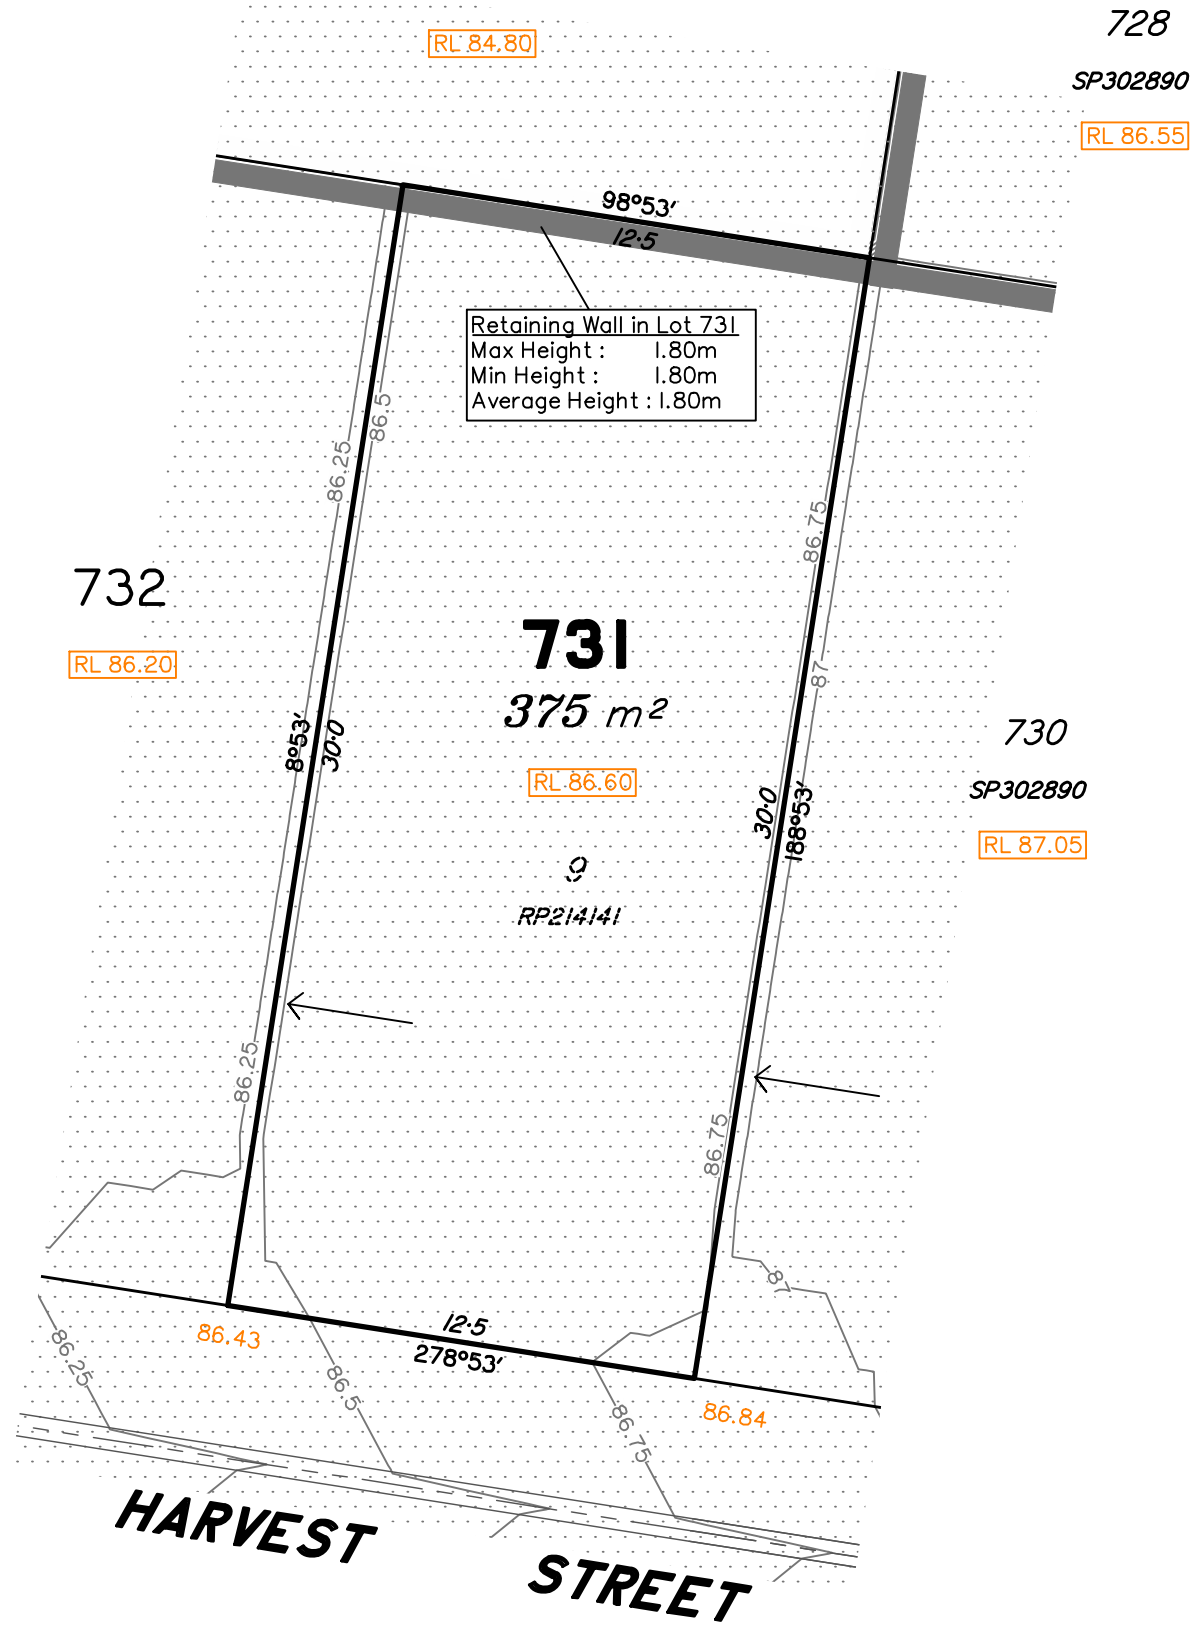 728
SP302890
RL 86.55
RL 84.80
98°53'
12·5
Retaining Wall in Lot 731
Max Height : 1.80m
Min Height : 1.80m
Average Height : 1.80m
86.5
86.25
86.75
732
RL 86.20
731
375 m²
RL 86.60
87
8°53'
30·0
730
SP302890
RL 87.05
30·0
188°53'
9
RP214141
86.25
86.75
87
86.43
12·5
278°53'
86.84
86.25
86.5
86.75
HARVEST STREET